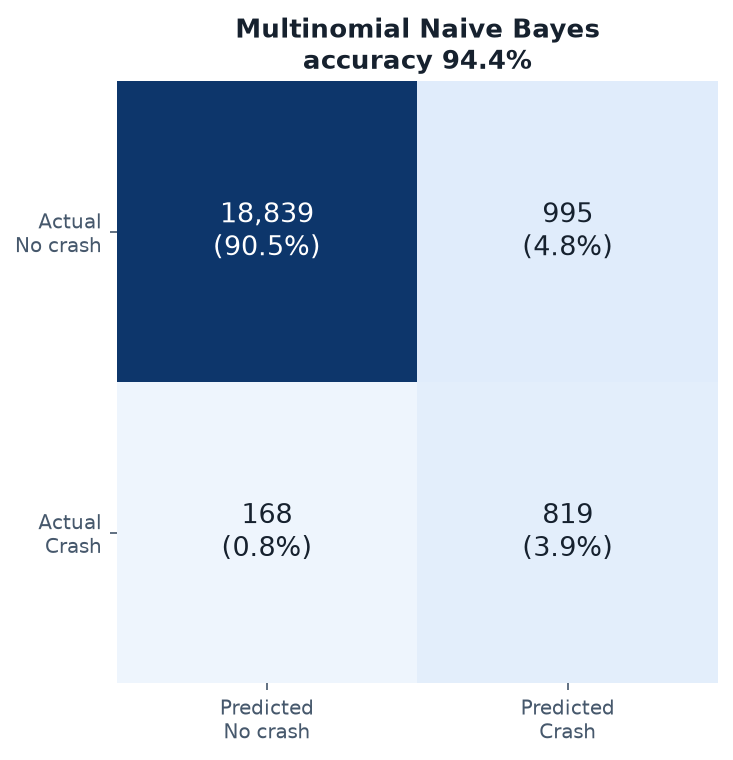 Multinomial Naive Bayes
accuracy 94.4%
Actual
No crash
18,839
(90.5%)
995
(4.8%)
Actual
Crash
168
(0.8%)
819
(3.9%)
Predicted
No crash
Predicted
Crash